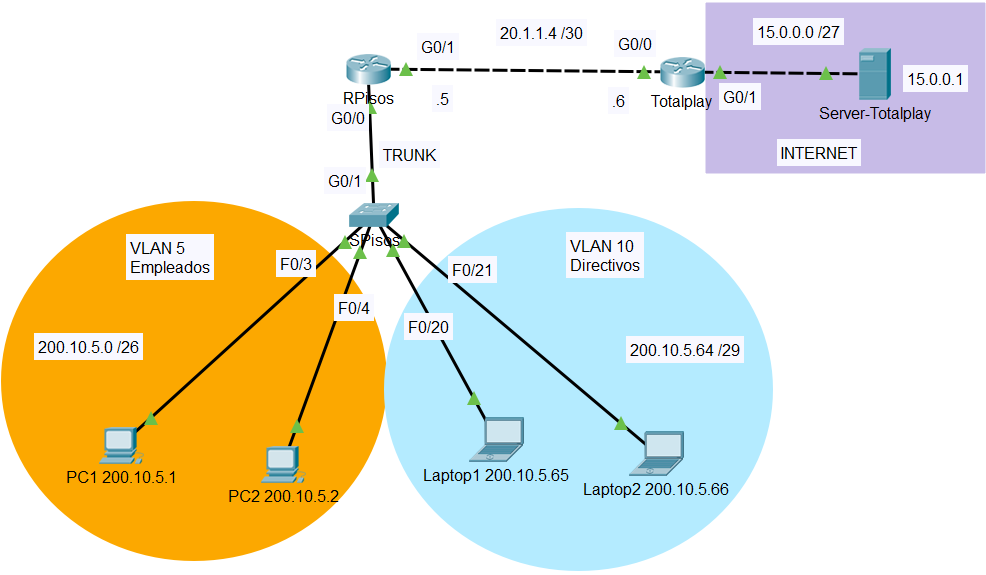 20.1.1.4 /30
15.0.0.0 /27
G0/1
G0/0
RPisos
.5
.6
Totalplay
G0/1
15.0.0.1
Server-Totalplay
G0/0
TRUNK
INTERNET
G0/1
SPisos
VLAN 5
Empleados
VLAN 10
Directivos
F0/3
F0/21
F0/4
F0/20
200.10.5.0 /26
200.10.5.64 /29
PC1 200.10.5.1
PC2 200.10.5.2
Laptop1 200.10.5.65
Laptop2 200.10.5.66